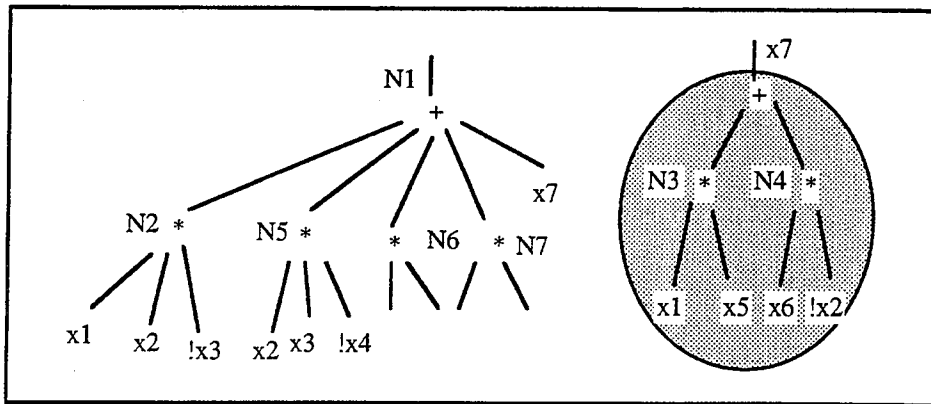 x7
N1
+
+
x7
N3 * N4 *
N2 * N5 * * N6 * N7
x1 x5 x6 !x2
x1 x2 !x3 x2 x3 !x4